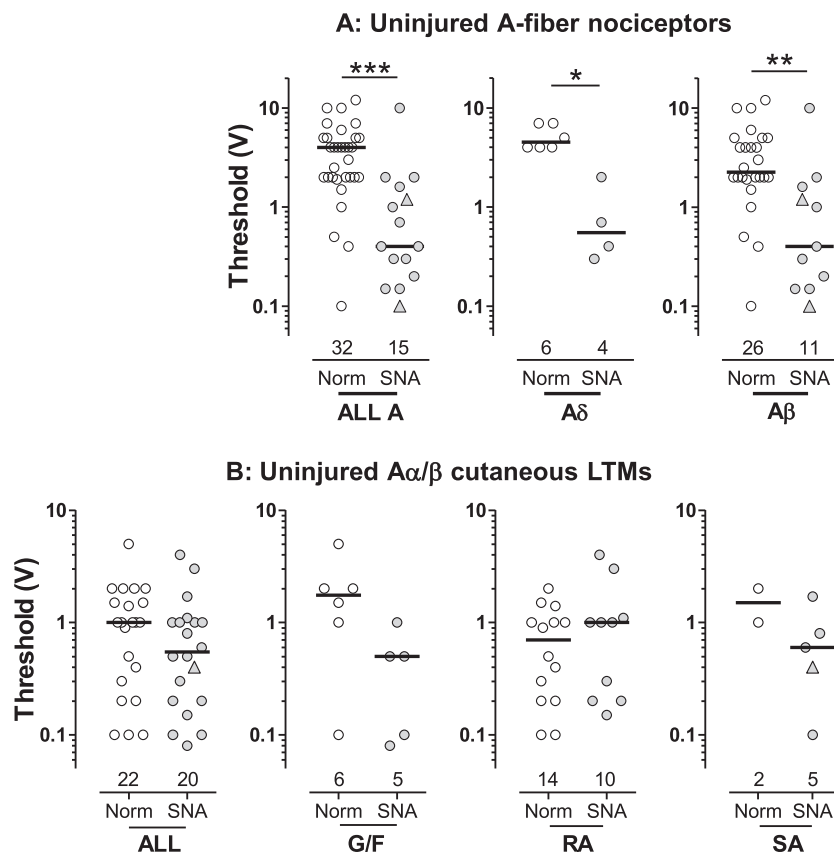 A: Uninjured A-fiber nociceptors
*** * **
Threshold (V)
10 10 10
1 1 1
0.1 0.1 0.1
32 15 6 4 26 11
Norm SNA Norm SNA Norm SNA
ALL A Aδ Aβ
B: Uninjured Aα/β cutaneous LTMs
Threshold (V)
10 10 10 10
1 1 1 1
0.1 0.1 0.1 0.1
22 20 6 5 14 10 2 5
Norm SNA Norm SNA Norm SNA Norm SNA
ALL G/F RA SA